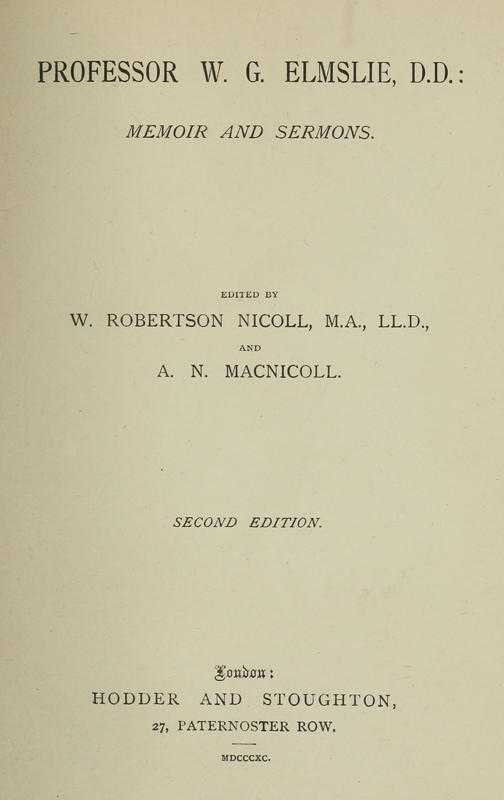 PROFESSOR W. G. ELMSLIE, D.D.:
MEMOIR AND SERMONS.
EDITED BY
W. ROBERTSON NICOLL, M.A., LL.D.,
AND
A. N. MACNICOLL.
SECOND EDITION.
London:
HODDER AND STOUGHTON,
27, PATERNOSTER ROW.
MDCCCXC.